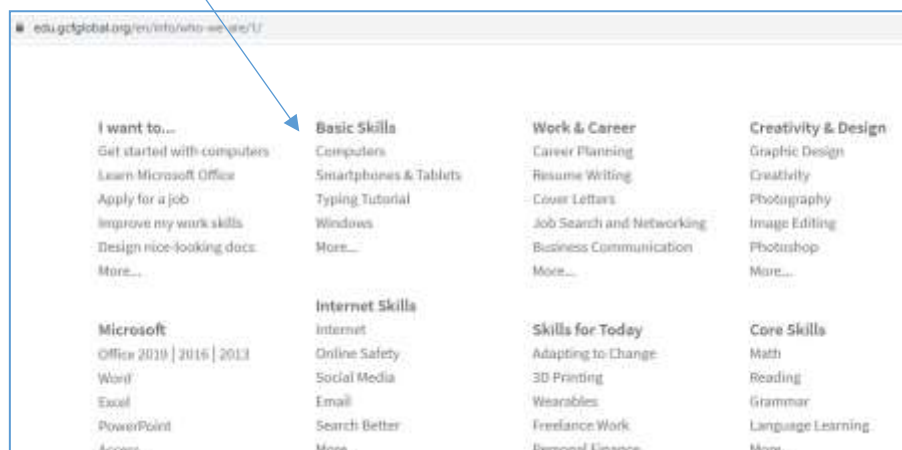 edu.gcfglobal.org/en/info/who-we-are/1/
I want to...
Get started with computers
Learn Microsoft Office
Apply for a job
Improve my work skills
Design nice-looking docs
More...
Basic Skills
Computers
Smartphones & Tablets
Typing Tutorial
Windows
More...
Work & Career
Career Planning
Resume Writing
Cover Letters
Job Search and Networking
Business Communication
More...
Creativity & Design
Graphic Design
Creativity
Photography
Image Editing
Photoshop
More...
Microsoft
Office 2019 | 2016 | 2013
Word
Excel
PowerPoint
Access
Internet Skills
Internet
Online Safety
Social Media
Email
Search Better
More
Skills for Today
Adapting to Change
3D Printing
Wearables
Freelance Work
Personal Finance
Core Skills
Math
Reading
Grammar
Language Learning
More